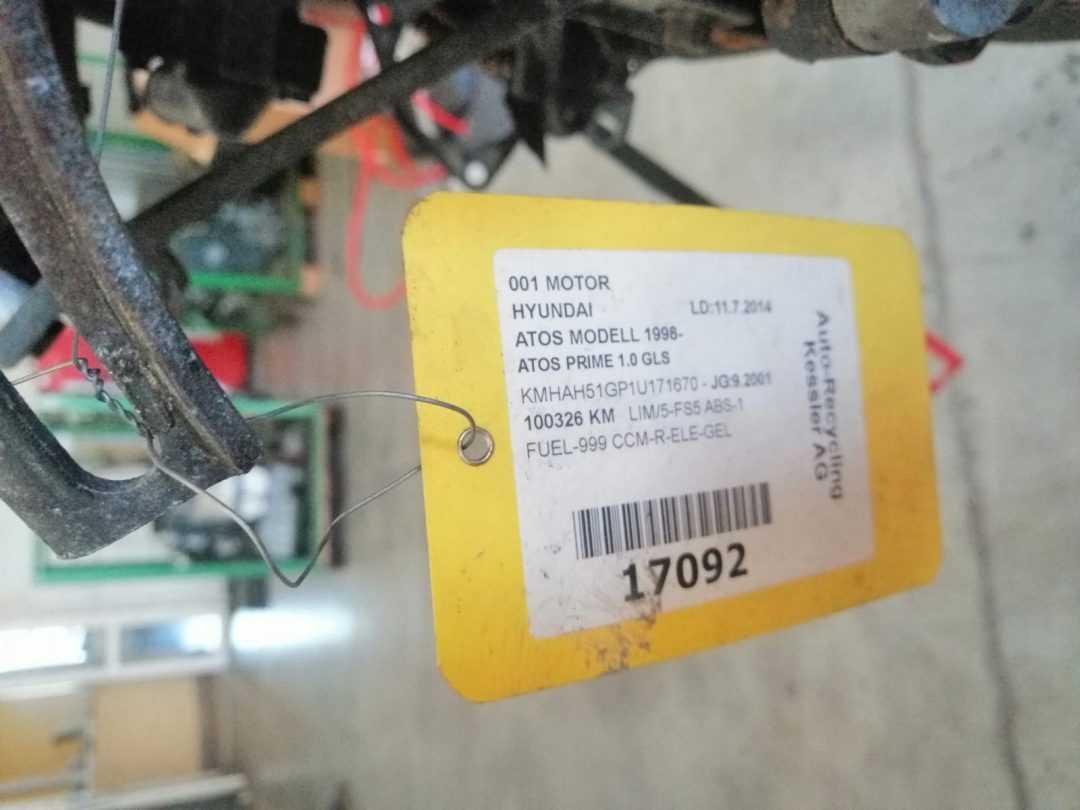 001 MOTOR
HYUNDAI LD:11.7.2014
ATOS MODELL 1998-
ATOS PRIME 1.0 GLS
KMHAH51GP1U171670 - JG:9.2001
100326 KM LIM/5-FS5 ABS-1
FUEL-999 CCM-R-ELE-GEL
17092
Auto-Recycling
Kessler AG